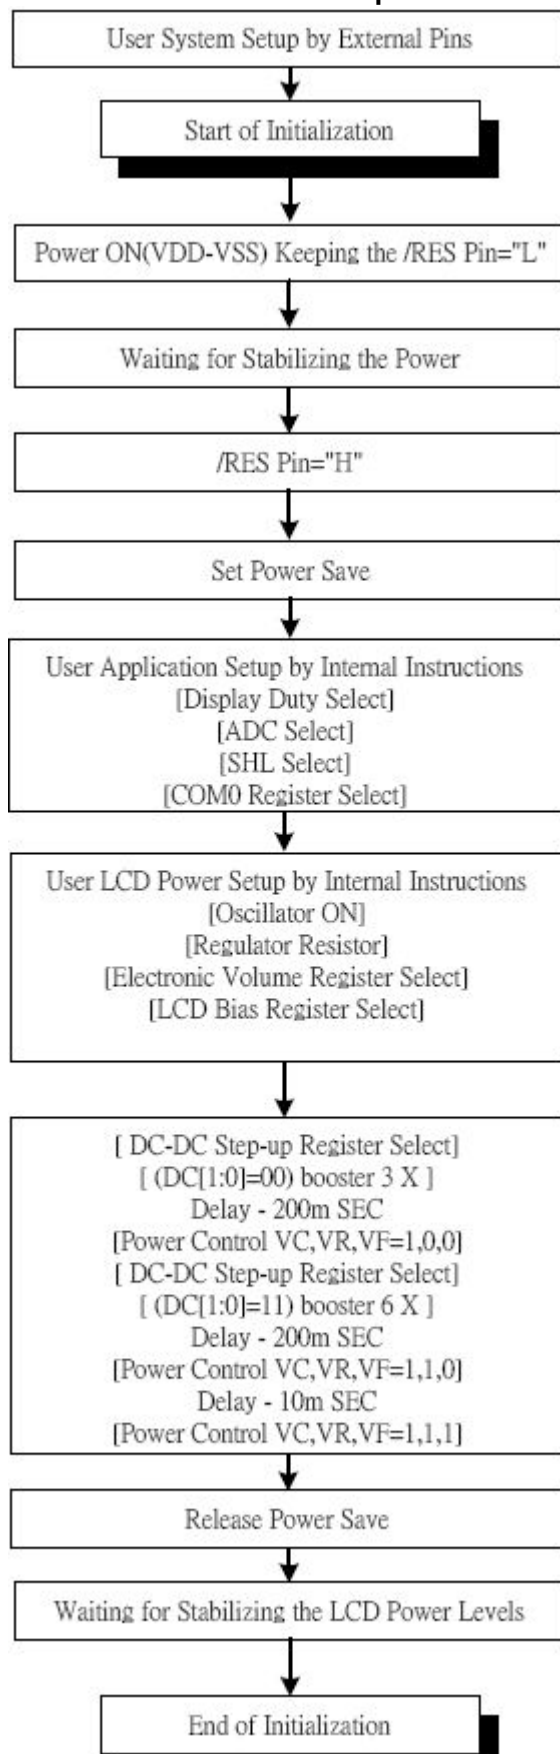 User System Setup by External Pins
Start of Initialization
Power ON(VDD-VSS) Keeping the /RES Pin="L"
Waiting for Stabilizing the Power
/RES Pin="H"
Set Power Save
User Application Setup by Internal Instructions
[Display Duty Select]
[ADC Select]
[SHL Select]
[COM0 Register Select]
User LCD Power Setup by Internal Instructions
[Oscillator ON]
[Regulator Resistor]
[Electronic Volume Register Select]
[LCD Bias Register Select]
[ DC-DC Step-up Register Select]
[ (DC[1:0]=00) booster 3 X ]
Delay - 200m SEC
[Power Control VC,VR,VF=1,0,0]
[ DC-DC Step-up Register Select]
[ (DC[1:0]=11) booster 6 X ]
Delay - 200m SEC
[Power Control VC,VR,VF=1,1,0]
Delay - 10m SEC
[Power Control VC,VR,VF=1,1,1]
Release Power Save
Waiting for Stabilizing the LCD Power Levels
End of Initialization